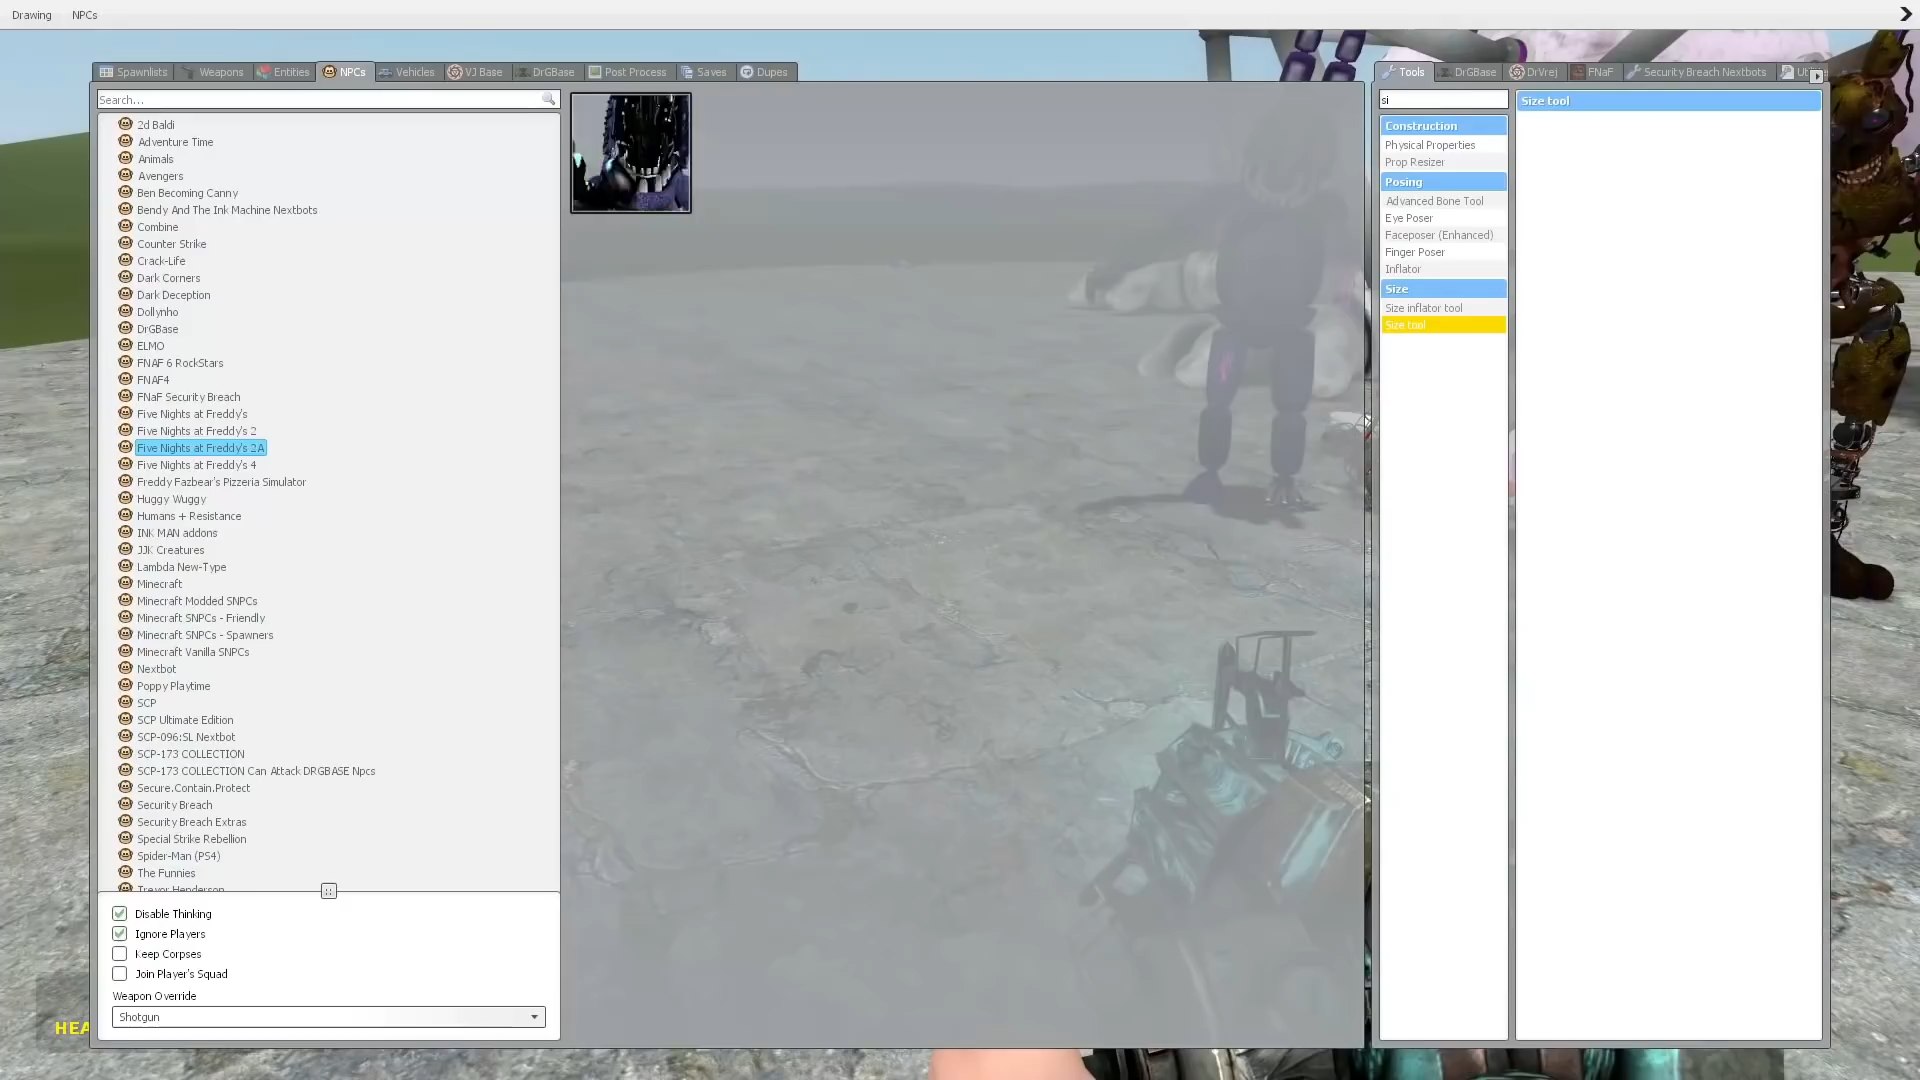 Drawing NPCs
Spawnlists Weapons Entities NPCs Vehicles VJ Base DrGBase Post Process Saves Dupes
Search...
2d Baldi
Adventure Time
Animals
Avengers
Ben Becoming Canny
Bendy And The Ink Machine Nextbots
Combine
Counter Strike
Crack-Life
Dark Corners
Dark Deception
Dollynho
DrGBase
ELMO
FNAF 6 RockStars
FNAF4
FNaF Security Breach
Five Nights at Freddy's
Five Nights at Freddy's 2
Five Nights at Freddy's 2A
Five Nights at Freddy's 4
Freddy Fazbear's Pizzeria Simulator
Huggy Wuggy
Humans + Resistance
INK MAN addons
JJK Creatures
Lambda New-Type
Minecraft
Minecraft Modded SNPCs
Minecraft SNPCs - Friendly
Minecraft SNPCs - Spawners
Minecraft Vanilla SNPCs
Nextbot
Poppy Playtime
SCP
SCP Ultimate Edition
SCP-096:SL Nextbot
SCP-173 COLLECTION
SCP-173 COLLECTION Can Attack DRGBASE Npcs
Secure.Contain.Protect
Security Breach
Security Breach Extras
Special Strike Rebellion
Spider-Man (PS4)
The Funnies
Trevor Henderson
Disable Thinking
Ignore Players
Keep Corpses
Join Player's Squad
Weapon Override
Shotgun
HEA
Tools DrGBase DrVrej FNaF Security Breach Nextbots
si
Construction
Physical Properties
Prop Resizer
Posing
Advanced Bone Tool
Eye Poser
Faceposer (Enhanced)
Finger Poser
Inflator
Size
Size inflator tool
Size tool
Size tool